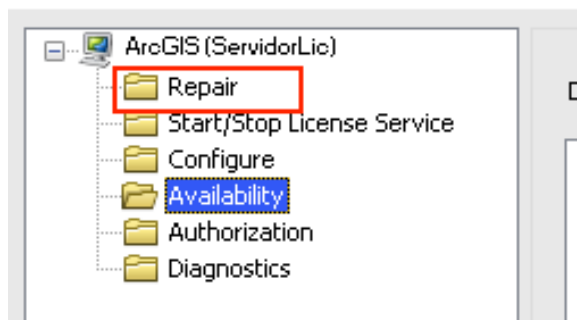 ArcGIS (ServidorLic)
Repair
Start/Stop License Service
Configure
Availability
Authorization
Diagnostics